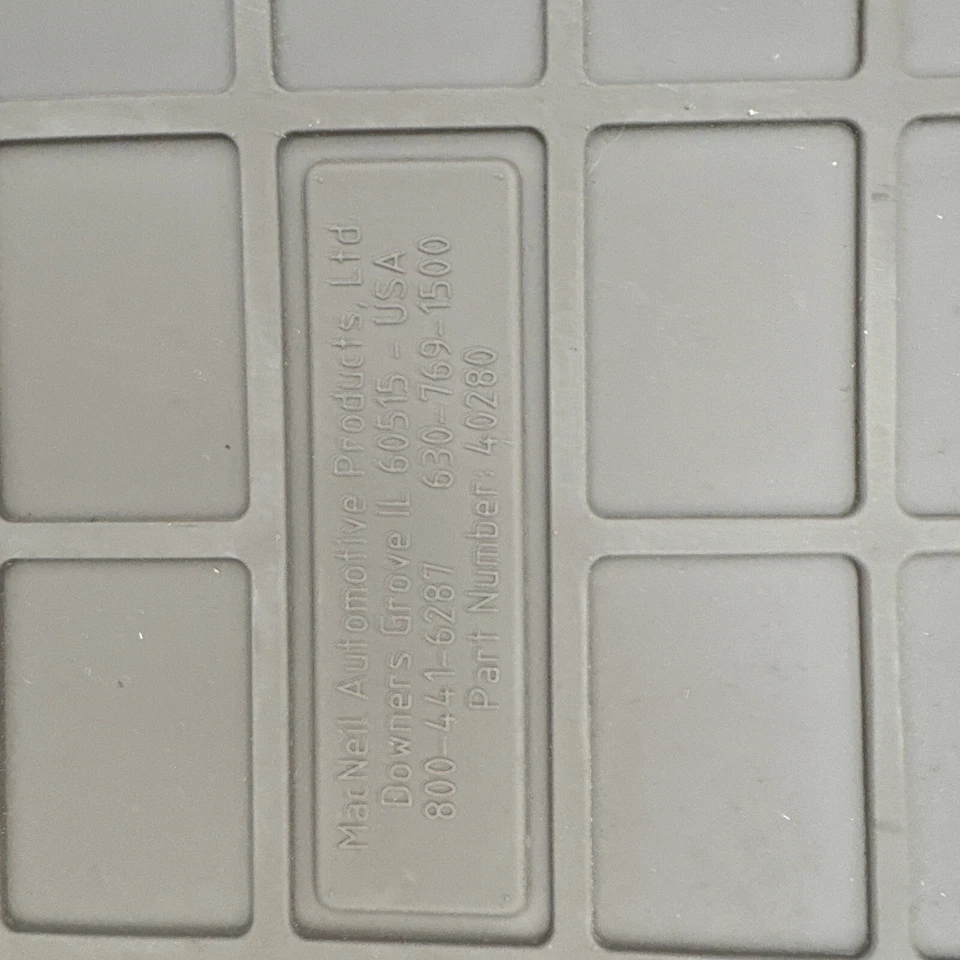 MacNeil Automotive Products, Ltd
Downers Grove IL 60515 - USA
800-441-6287 630-769-1500
Part Number: 40280